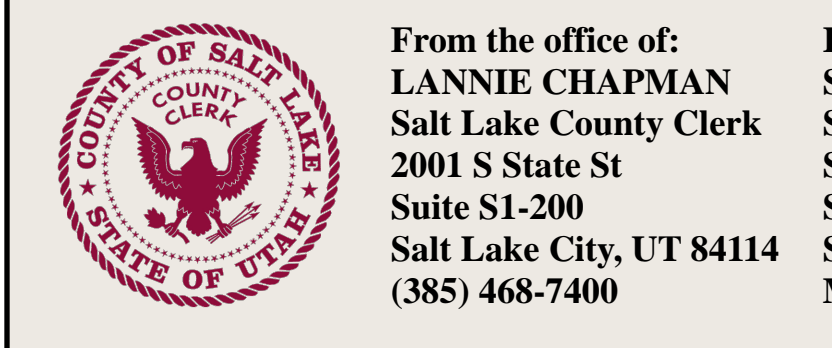 COUNTY OF SALT LAKE
COUNTY
CLERK
STATE OF UTAH
From the office of:
LANNIE CHAPMAN
Salt Lake County Clerk
2001 S State St
Suite S1-200
Salt Lake City, UT 84114
(385) 468-7400